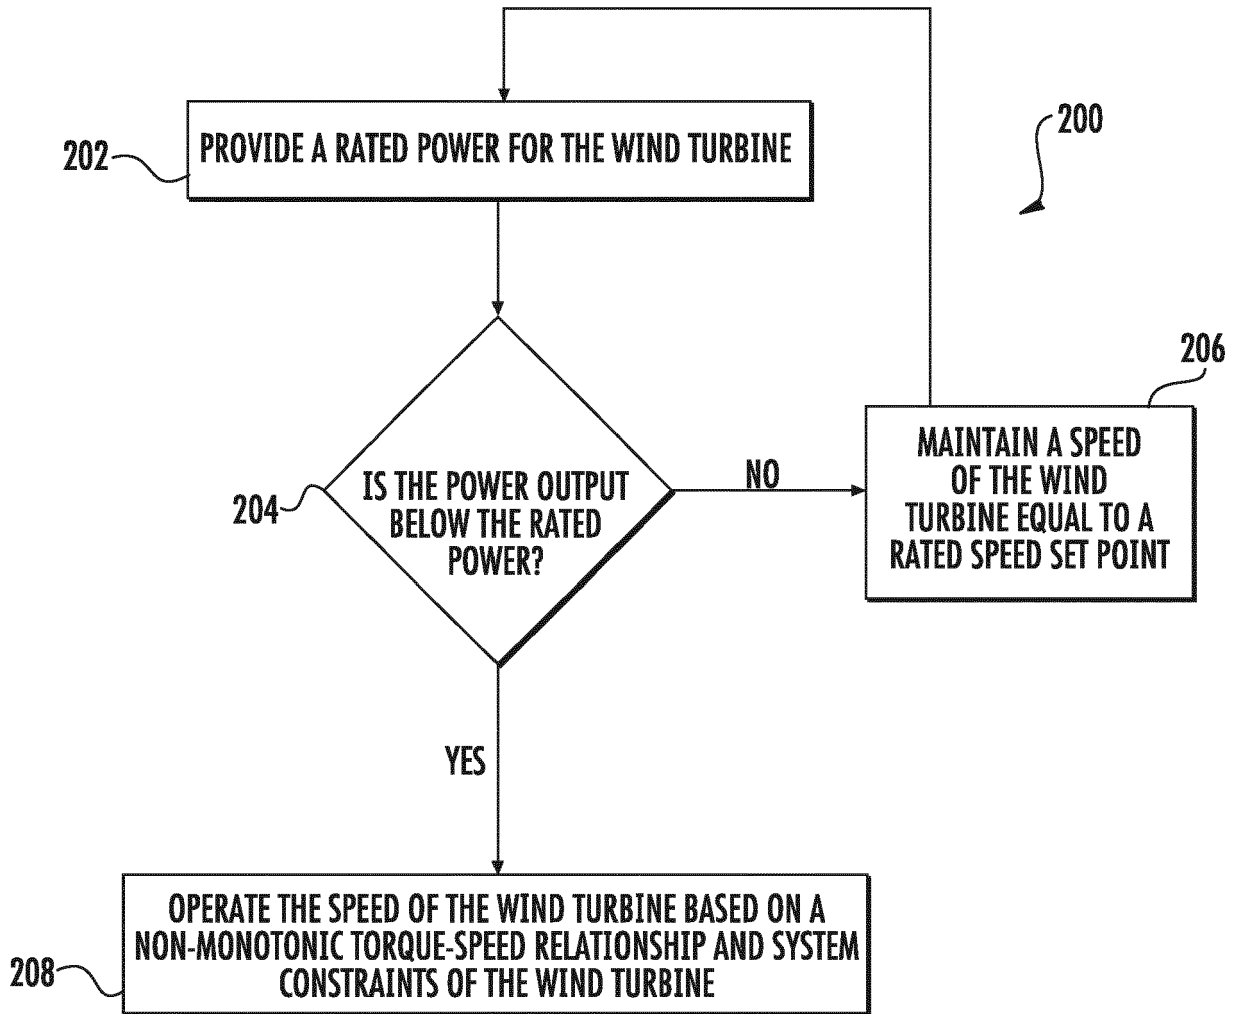 200
202
PROVIDE A RATED POWER FOR THE WIND TURBINE
204
IS THE POWER OUTPUT
BELOW THE RATED
POWER?
NO
206
MAINTAIN A SPEED
OF THE WIND
TURBINE EQUAL TO A
RATED SPEED SET POINT
YES
208
OPERATE THE SPEED OF THE WIND TURBINE BASED ON A
NON-MONOTONIC TORQUE-SPEED RELATIONSHIP AND SYSTEM
CONSTRAINTS OF THE WIND TURBINE